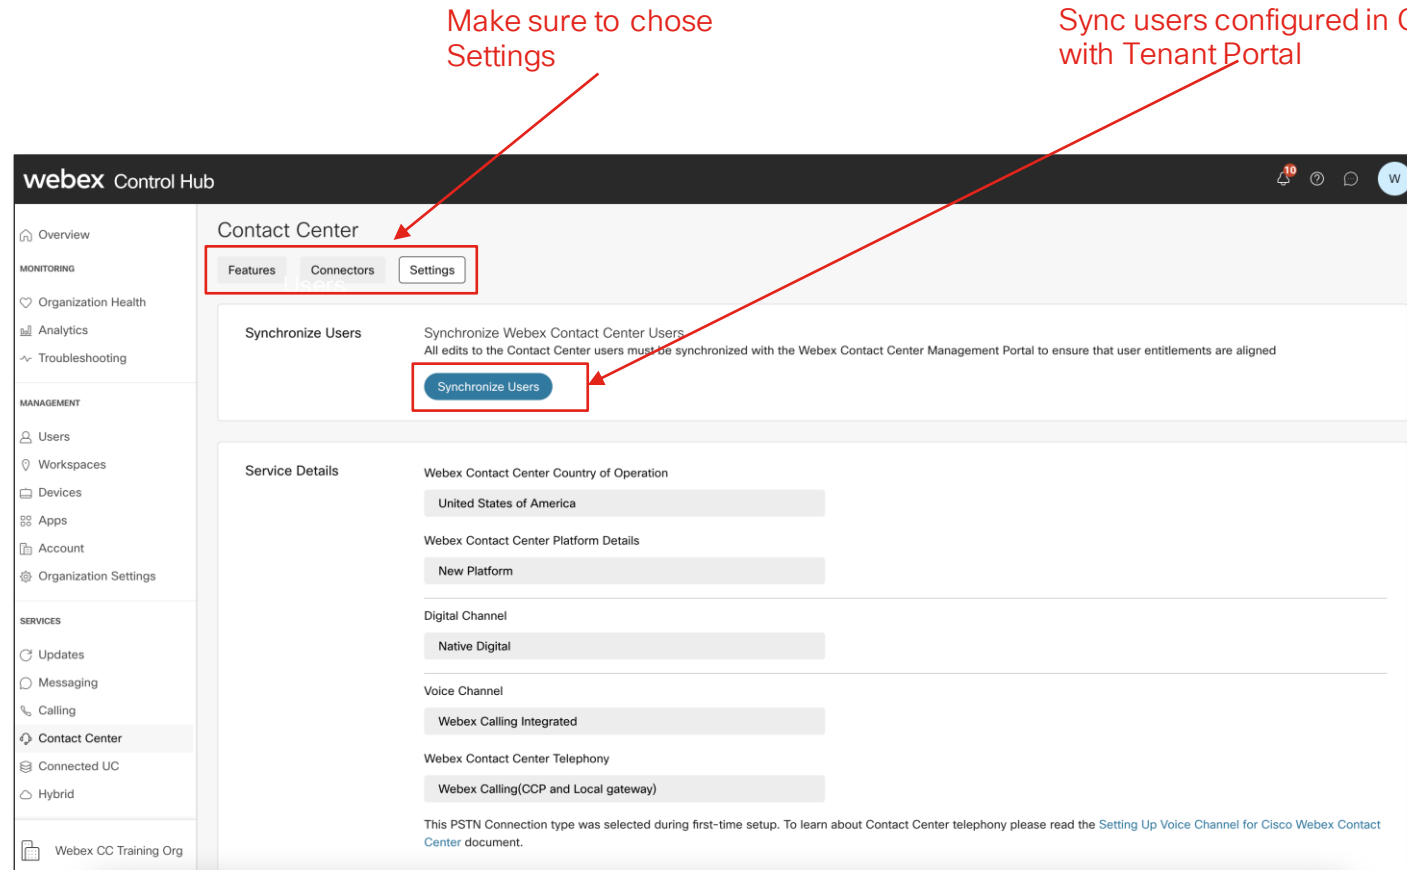 Make sure to chose
Settings
Sync users configured in
with Tenant Portal
webex Control Hub
10
W
Overview
MONITORING
Organization Health
Analytics
Troubleshooting
MANAGEMENT
Users
Workspaces
Devices
Apps
Account
Organization Settings
SERVICES
Updates
Messaging
Calling
Contact Center
Connected UC
Hybrid
Webex CC Training Org
Contact Center
Features Connectors Settings
Users
Synchronize Users
Synchronize Webex Contact Center Users
All edits to the Contact Center users must be synchronized with the Webex Contact Center Management Portal to ensure that user entitlements are aligned
Synchronize Users
Service Details
Webex Contact Center Country of Operation
United States of America
Webex Contact Center Platform Details
New Platform
Digital Channel
Native Digital
Voice Channel
Webex Calling Integrated
Webex Contact Center Telephony
Webex Calling(CCP and Local gateway)
This PSTN Connection type was selected during first-time setup. To learn about Contact Center telephony please read the Setting Up Voice Channel for Cisco Webex Contact
Center document.